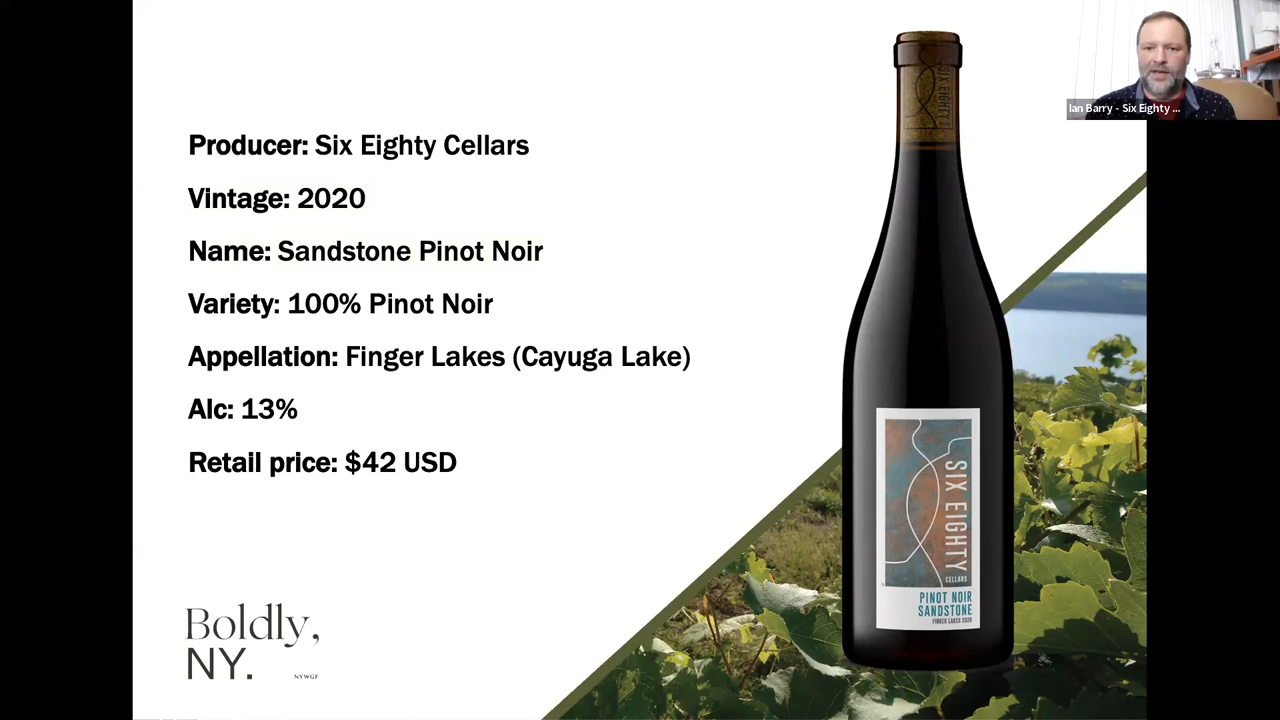 Ian Barry - Six Eighty ...
Producer: Six Eighty Cellars
Vintage: 2020
Name: Sandstone Pinot Noir
Variety: 100% Pinot Noir
Appellation: Finger Lakes (Cayuga Lake)
Alc: 13%
Retail price: $42 USD
SIX EIGHTY
SIX EIGHTY
CELLARS
PINOT NOIR
SANDSTONE
FINGER LAKES 2020
Boldly,
NY.
NYWGF